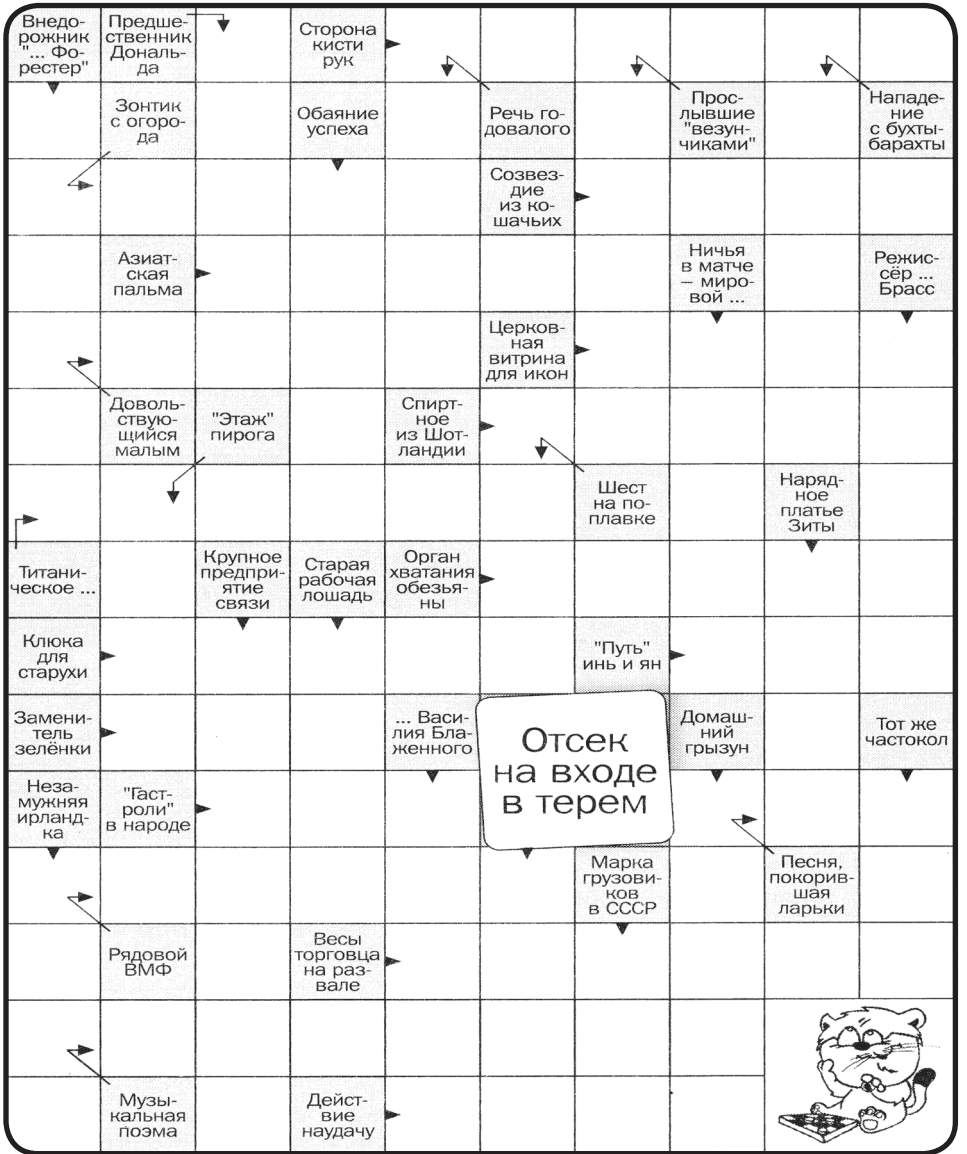 Внедо-
рожник
"... Фо-
рестер"
Предше-
ственник
Дональ-
да
Сторона
кисти
рук
Зонтик
с огоро-
да
Обаяние
успеха
Речь го-
довалого
Прос-
лывшие
"везун-
чиками"
Нападе-
ние
с бухты-
барахты
Созвез-
дие
из ко-
шачьих
Азиат-
ская
пальма
Ничья
в матче
– миро-
вой ...
Режис-
сёр ...
Брасс
Церков-
ная
витрина
для икон
Доволь-
ствую-
щийся
малым
"Этаж"
пирога
Спирт-
ное
из Шот-
ландии
Шест
на по-
плавке
Наряд-
ное
платье
Зиты
Титани-
ческое ...
Крупное
предпри-
ятие
связи
Старая
рабочая
лошадь
Орган
хватания
обезья-
ны
Клюка
для
старухи
"Путь"
инь и ян
Замени-
тель
зелёнки
... Васи-
лия Бла-
женного
Отсек
на входе
в терем
Домаш-
ний
грызун
Тот же
частокол
Неза-
мужняя
ирланд-
ка
"Гаст-
роли"
в народе
Марка
грузови-
ков
в СССР
Песня,
покорив-
шая
ларьки
Рядовой
ВМФ
Весы
торговца
на раз-
вале
Музы-
кальная
поэма
Дейст-
вие
наудачу